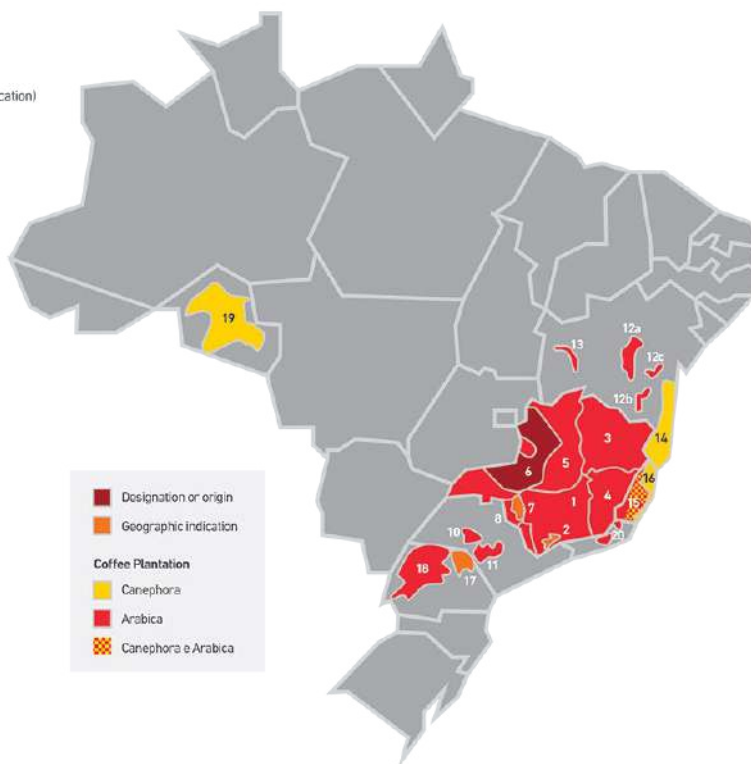 cation)
19
13
12a
12c
12b
14
3
6
5
16
15
1
4
7
8
2
20
10
11
18
17
Designation or origin
Geographic indication
Coffee Plantation
Canephora
Arabica
Canephora e Arabica